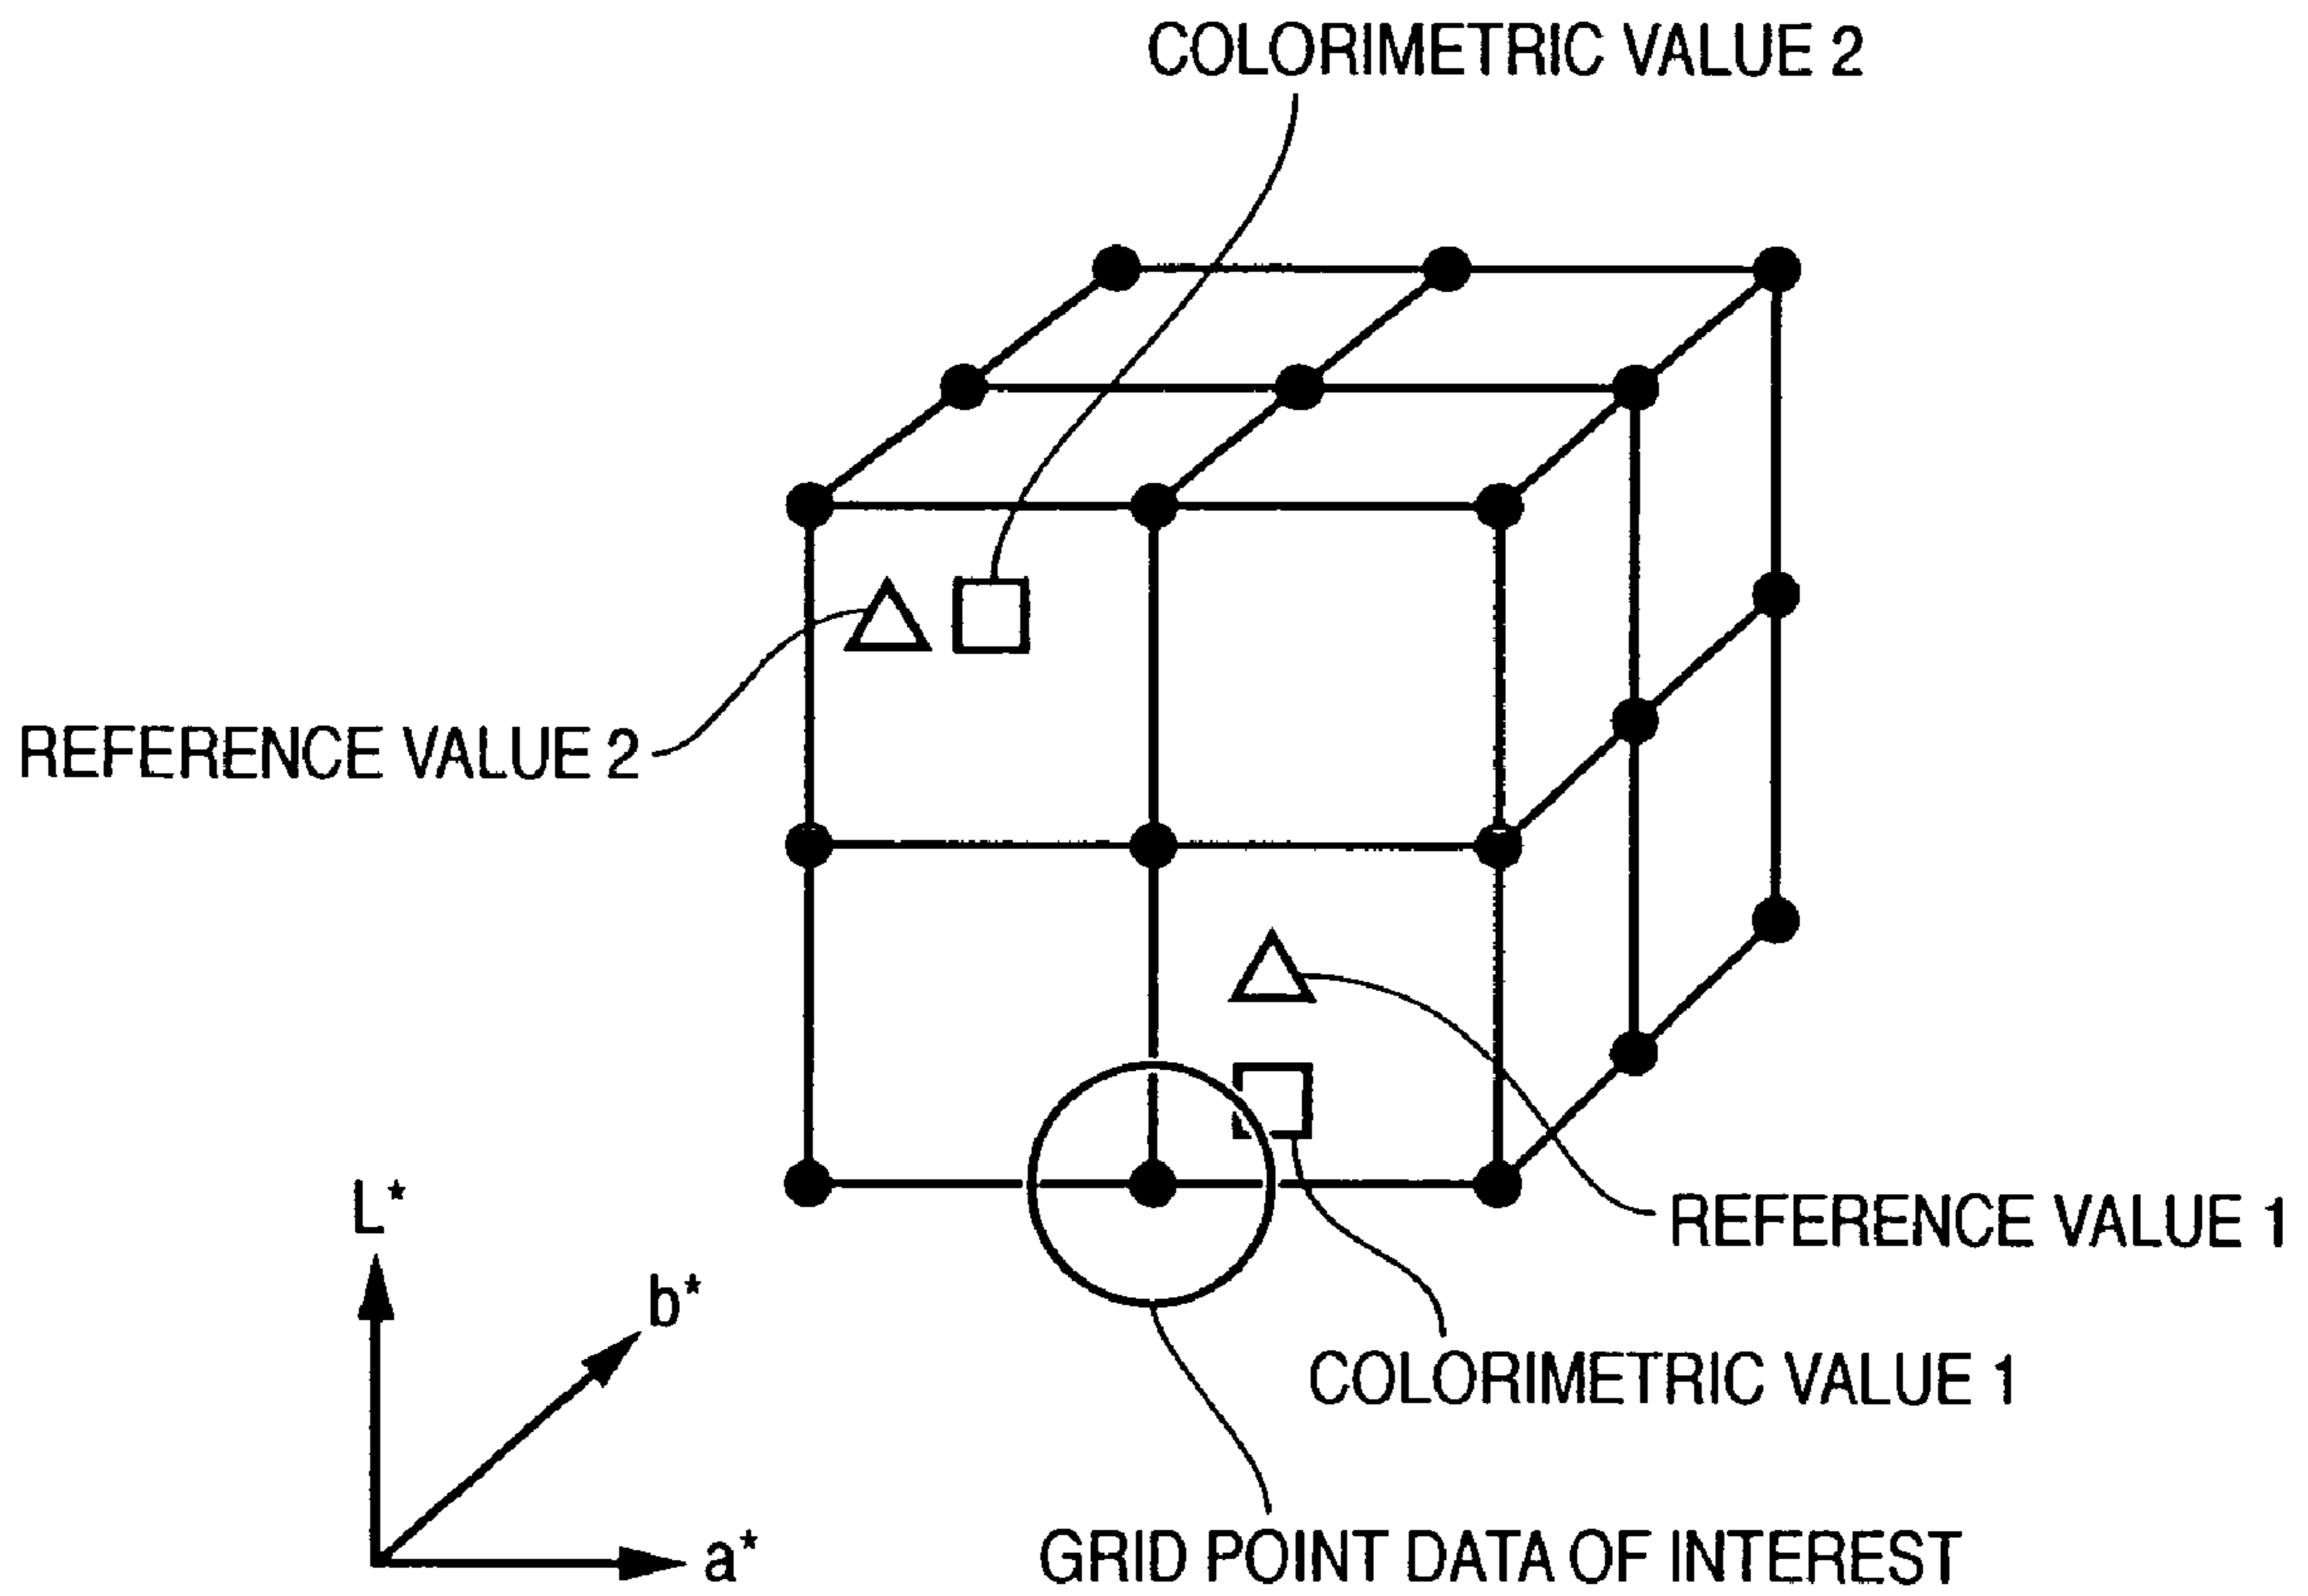 COLORIMETRIC VALUE 2
REFERENCE VALUE 2
REFERENCE VALUE 1
L*
b*
COLORIMETRIC VALUE 1
a*
GRID POINT DATA OF INTEREST